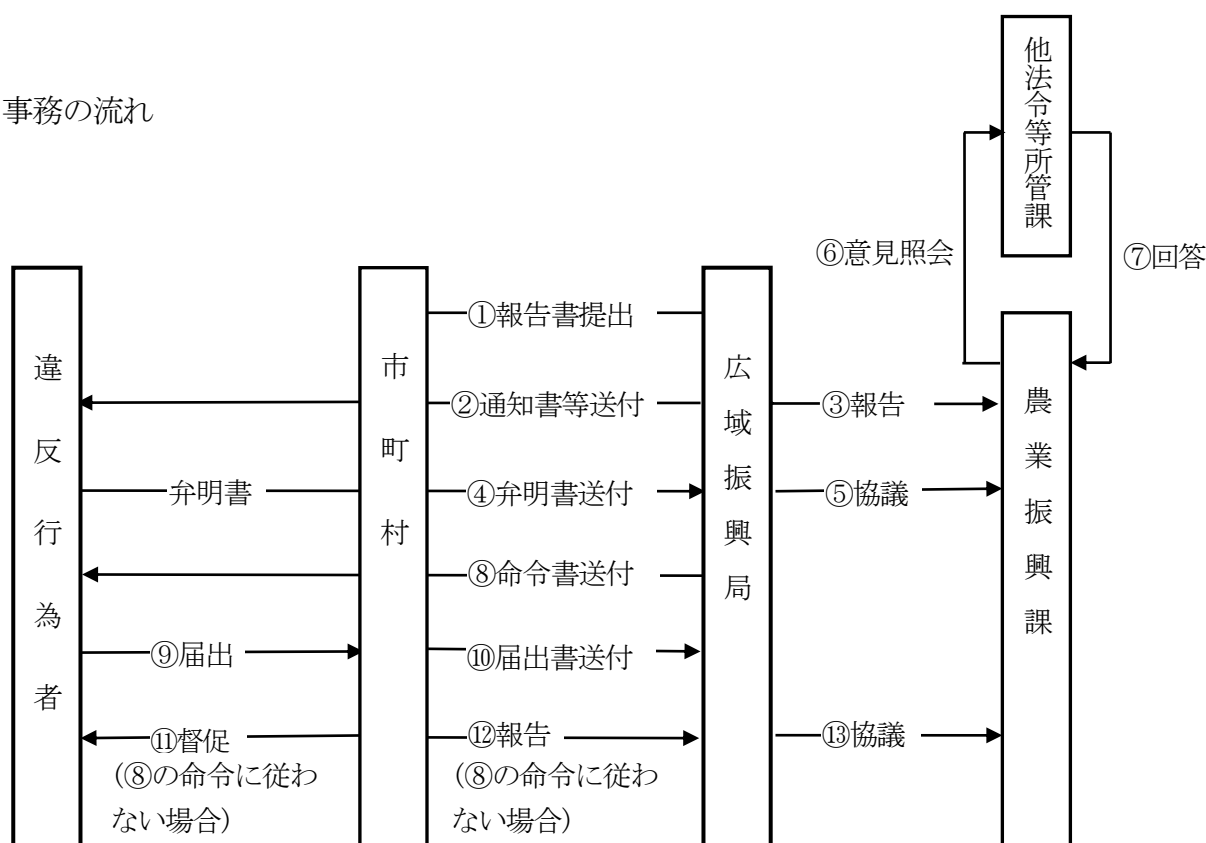 他法令等所管課
事務の流れ
⑥意見照会
⑦回答
違反行為者
市町村
広域振興局
農業振興課
①報告書提出
②通知書等送付
③報告
弁明書
④弁明書送付
⑤協議
⑧命令書送付
⑨届出
⑩届出書送付
⑪督促
(⑧の命令に従わ
ない場合)
⑫報告
(⑧の命令に従わ
ない場合)
⑬協議